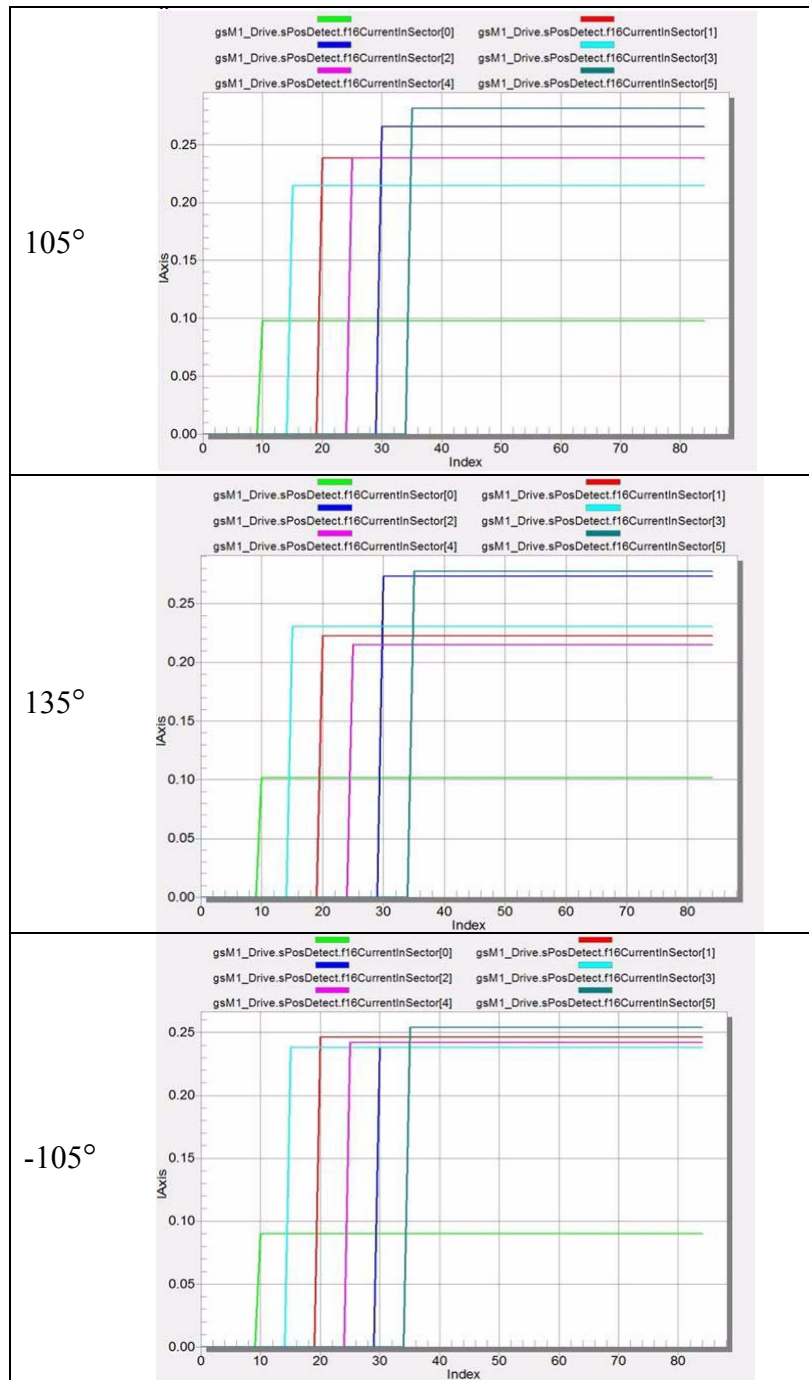 gsM1_Drive.sPosDetect.f16CurrentInSector[0] gsM1_Drive.sPosDetect.f16CurrentInSector[1]
gsM1_Drive.sPosDetect.f16CurrentInSector[2] gsM1_Drive.sPosDetect.f16CurrentInSector[3]
gsM1_Drive.sPosDetect.f16CurrentInSector[4] gsM1_Drive.sPosDetect.f16CurrentInSector[5]
105°
IAxis
0.25
0.20
0.15
0.10
0.05
0.00
0 10 20 30 40 50 60 70 80
Index
gsM1_Drive.sPosDetect.f16CurrentInSector[0] gsM1_Drive.sPosDetect.f16CurrentInSector[1]
gsM1_Drive.sPosDetect.f16CurrentInSector[2] gsM1_Drive.sPosDetect.f16CurrentInSector[3]
gsM1_Drive.sPosDetect.f16CurrentInSector[4] gsM1_Drive.sPosDetect.f16CurrentInSector[5]
135°
IAxis
0.25
0.20
0.15
0.10
0.05
0.00
0 10 20 30 40 50 60 70 80
Index
gsM1_Drive.sPosDetect.f16CurrentInSector[0] gsM1_Drive.sPosDetect.f16CurrentInSector[1]
gsM1_Drive.sPosDetect.f16CurrentInSector[2] gsM1_Drive.sPosDetect.f16CurrentInSector[3]
gsM1_Drive.sPosDetect.f16CurrentInSector[4] gsM1_Drive.sPosDetect.f16CurrentInSector[5]
-105°
IAxis
0.25
0.20
0.15
0.10
0.05
0.00
0 10 20 30 40 50 60 70 80
Index